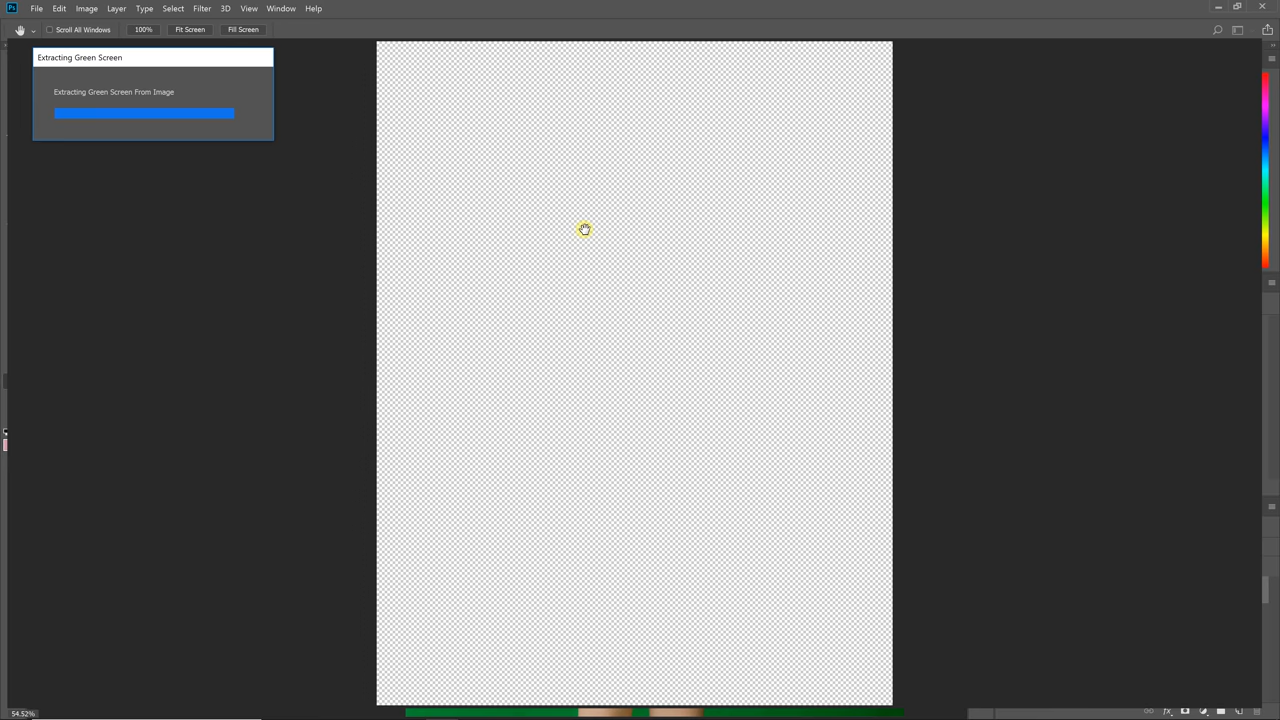 Ps File Edit Image Layer Type Select Filter 3D View Window Help
Scroll All Windows 100% Fit Screen Fill Screen
Extracting Green Screen
Extracting Green Screen From Image
54.52%
fx